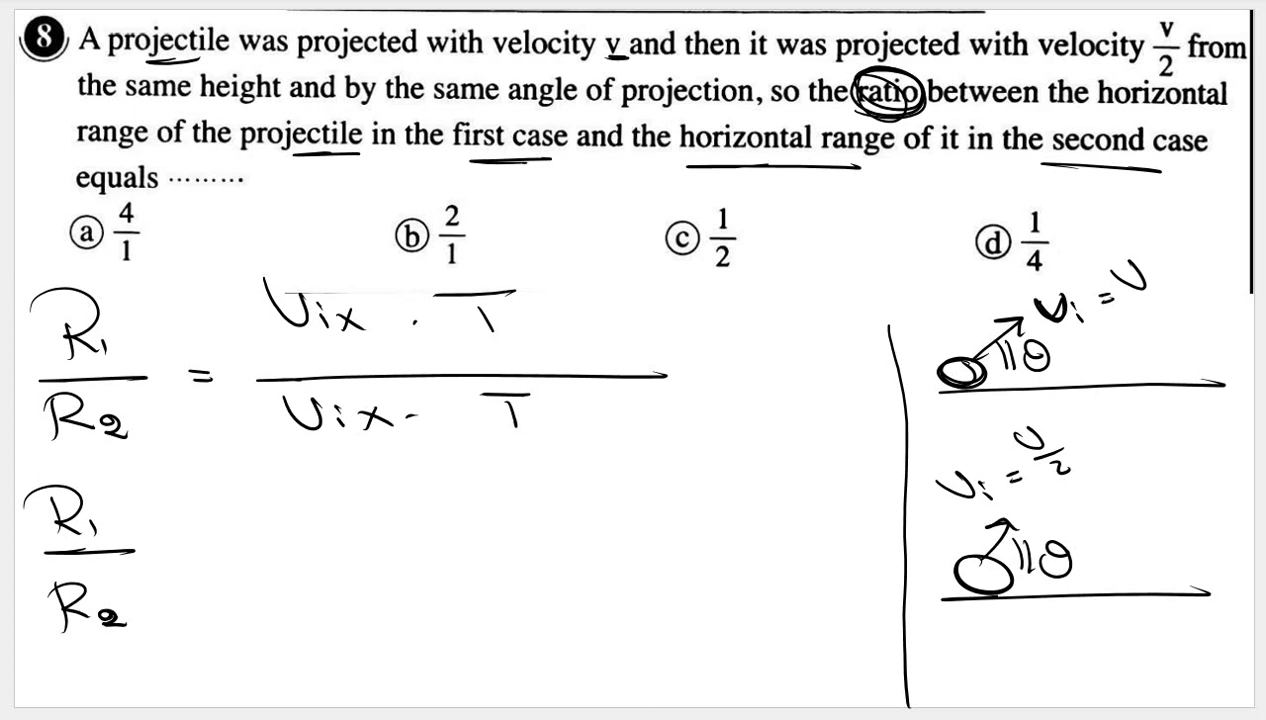 8 A projectile was projected with velocity v and then it was projected with velocity v/2 from
the same height and by the same angle of projection, so the ratio between the horizontal
range of the projectile in the first case and the horizontal range of it in the second case
equals .........
a 4/1 b 2/1 c 1/2 d 1/4
R₁/R₂ = Vix . T / Vix . T
R₁/R₂
Vi = V
θ
Vi = V/2
θ